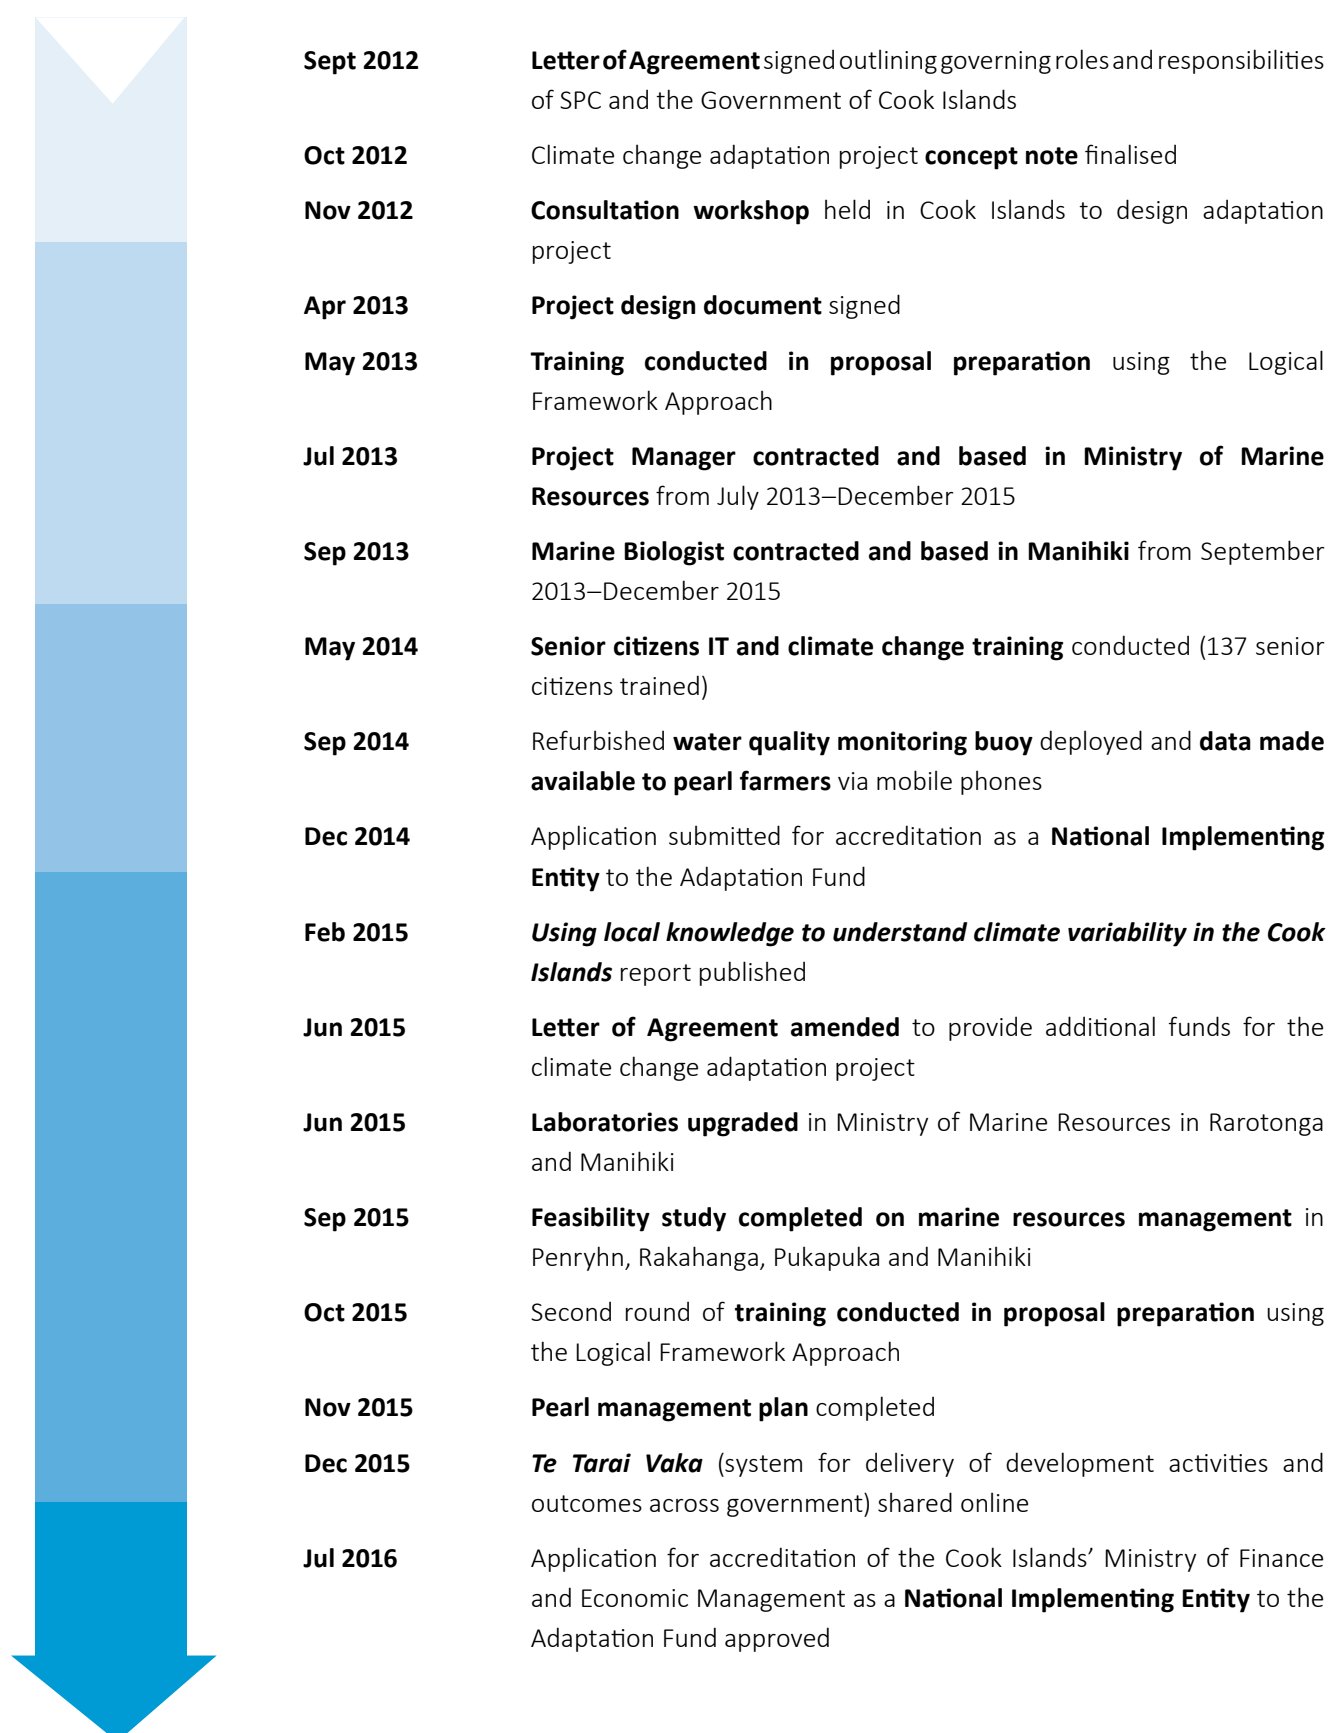 Sept 2012 Letter of Agreement signed outlining governing roles and responsibilities
of SPC and the Government of Cook Islands
Oct 2012 Climate change adaptation project concept note finalised
Nov 2012 Consultation workshop held in Cook Islands to design adaptation
project
Apr 2013 Project design document signed
May 2013 Training conducted in proposal preparation using the Logical
Framework Approach
Jul 2013 Project Manager contracted and based in Ministry of Marine
Resources from July 2013–December 2015
Sep 2013 Marine Biologist contracted and based in Manihiki from September
2013–December 2015
May 2014 Senior citizens IT and climate change training conducted (137 senior
citizens trained)
Sep 2014 Refurbished water quality monitoring buoy deployed and data made
available to pearl farmers via mobile phones
Dec 2014 Application submitted for accreditation as a National Implementing
Entity to the Adaptation Fund
Feb 2015 Using local knowledge to understand climate variability in the Cook
Islands report published
Jun 2015 Letter of Agreement amended to provide additional funds for the
climate change adaptation project
Jun 2015 Laboratories upgraded in Ministry of Marine Resources in Rarotonga
and Manihiki
Sep 2015 Feasibility study completed on marine resources management in
Penryhn, Rakahanga, Pukapuka and Manihiki
Oct 2015 Second round of training conducted in proposal preparation using
the Logical Framework Approach
Nov 2015 Pearl management plan completed
Dec 2015 Te Tarai Vaka (system for delivery of development activities and
outcomes across government) shared online
Jul 2016 Application for accreditation of the Cook Islands’ Ministry of Finance
and Economic Management as a National Implementing Entity to the
Adaptation Fund approved